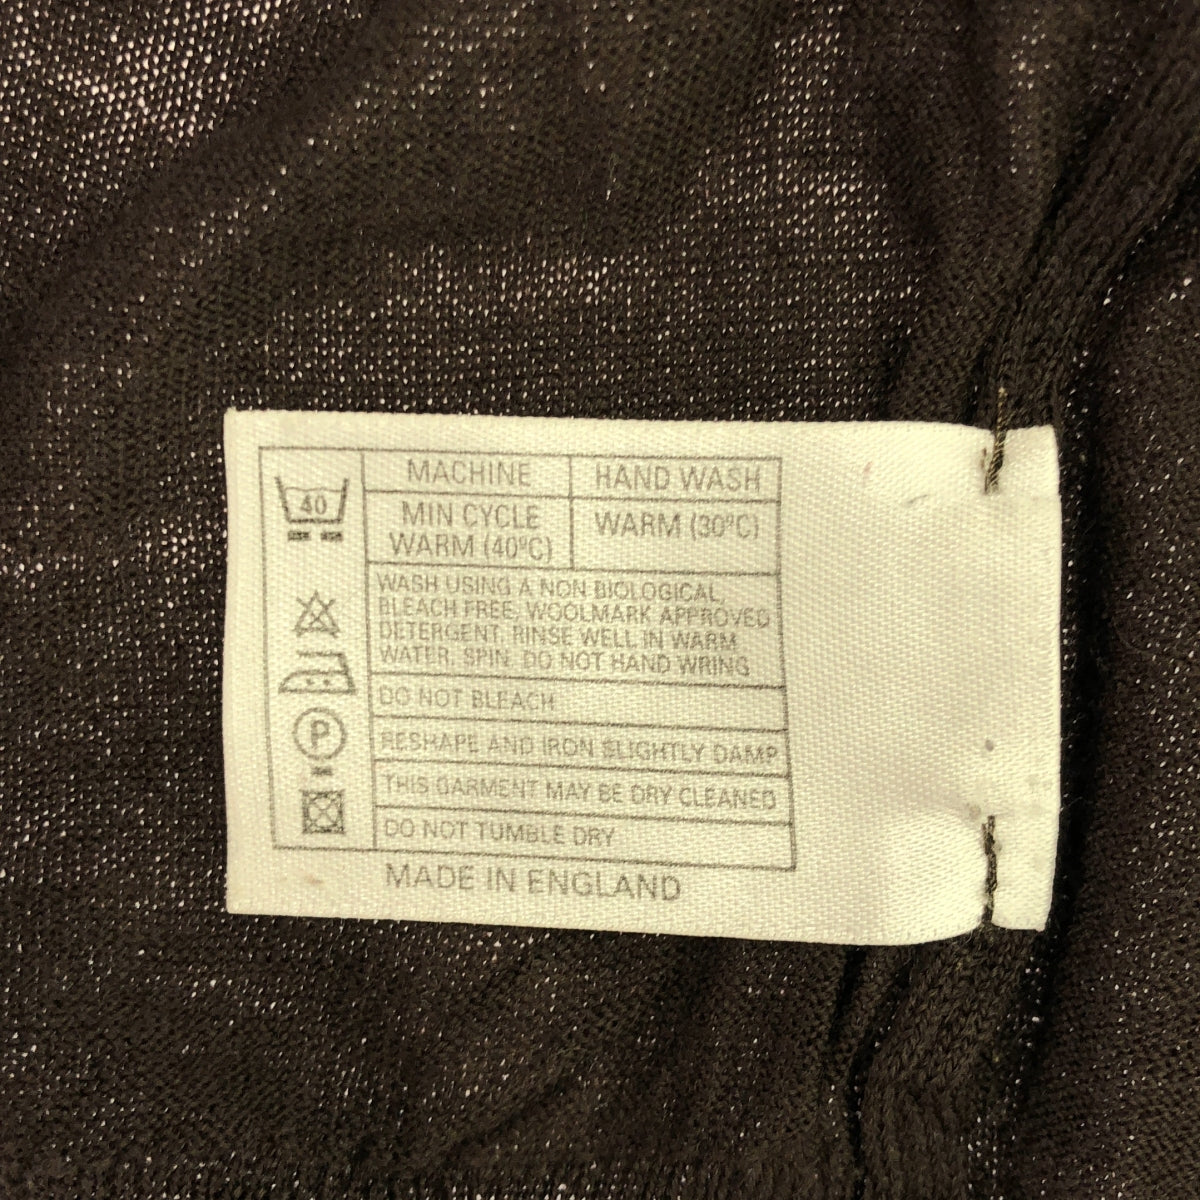 MACHINE HAND WASH
40 MIN CYCLE WARM (30ºC)
WARM (40ºC)
WASH USING A NON BIOLOGICAL,
BLEACH FREE, WOOLMARK APPROVED
DETERGENT. RINSE WELL IN WARM
WATER. SPIN. DO NOT HAND WRING
DO NOT BLEACH
RESHAPE AND IRON SLIGHTLY DAMP
P THIS GARMENT MAY BE DRY CLEANED
DO NOT TUMBLE DRY
MADE IN ENGLAND